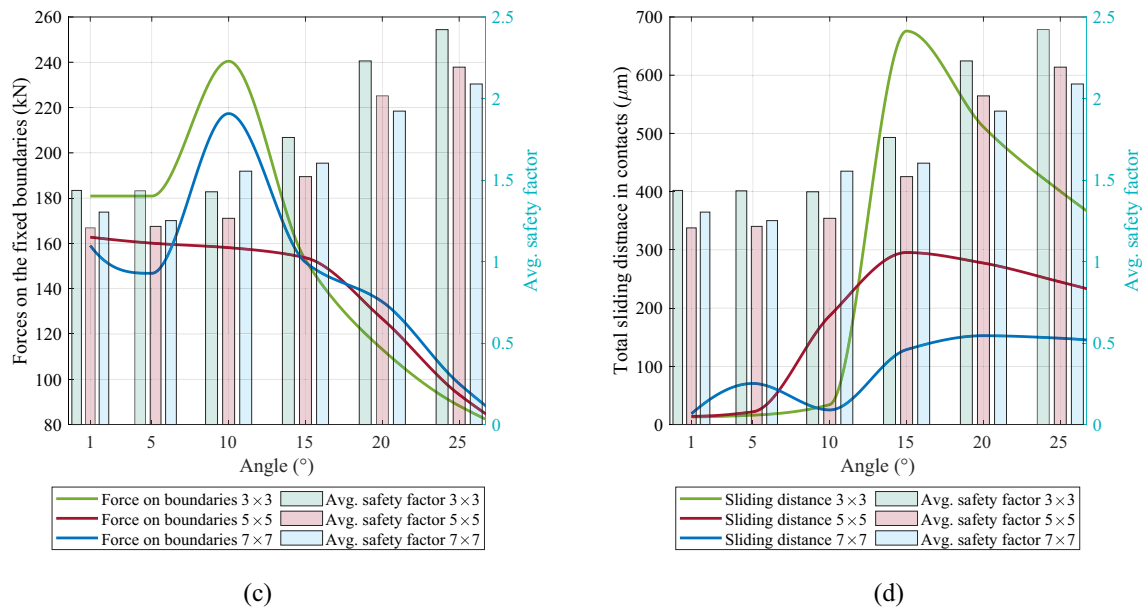 260
240
220
200
180
160
140
120
100
80
Forces on the fixed boundaries (kN)
2.5
2
1.5
1
0.5
0
Avg. safety factor
1 5 10 15 20 25
Angle (°)
Force on boundaries 3×3 Avg. safety factor 3×3
Force on boundaries 5×5 Avg. safety factor 5×5
Force on boundaries 7×7 Avg. safety factor 7×7
(c)
700
600
500
400
300
200
100
0
Total sliding distnace in contacts (μm)
2.5
2
1.5
1
0.5
0
Avg. safety factor
1 5 10 15 20 25
Angle (°)
Sliding distance 3×3 Avg. safety factor 3×3
Sliding distance 5×5 Avg. safety factor 5×5
Sliding distance 7×7 Avg. safety factor 7×7
(d)